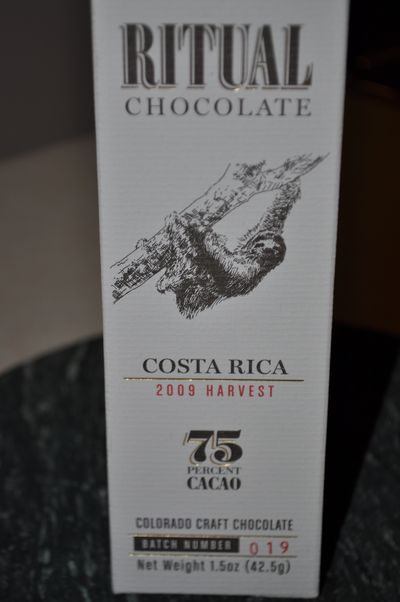 RITUAL
CHOCOLATE
COSTA RICA
2009 HARVEST
75
PERCENT
CACAO
COLORADO CRAFT CHOCOLATE
BATCH NUMBER 019
Net Weight 1.5oz (42.5g)